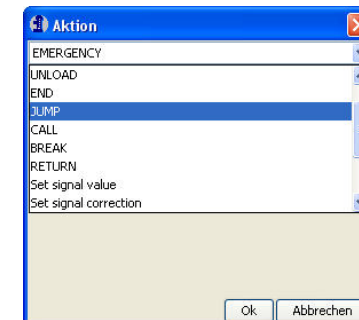 Aktion
EMERGENCY
UNLOAD
END
JUMP
CALL
BREAK
RETURN
Set signal value
Set signal correction
Ok
Abbrechen